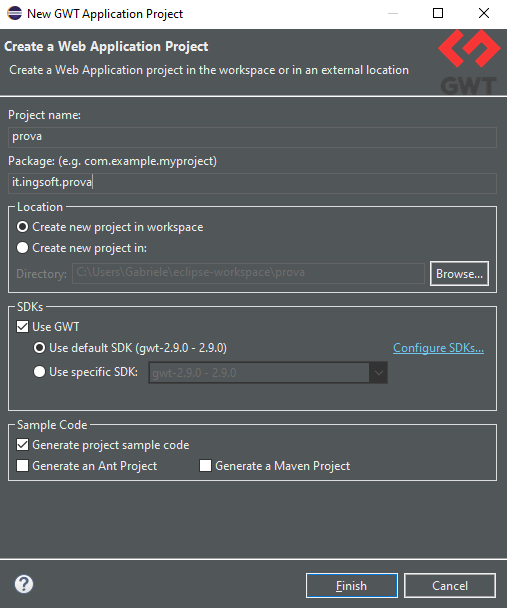 New GWT Application Project
Create a Web Application Project
Create a Web Application project in the workspace or in an external location
GWT
Project name:
prova
Package: (e.g. com.example.myproject)
it.ingsoft.prova
Location
Create new project in workspace
Create new project in:
Directory: C:\Users\Gabriele\eclipse-workspace\prova Browse...
SDKs
Use GWT
Use default SDK (gwt-2.9.0 - 2.9.0) Configure SDKs...
Use specific SDK: gwt-2.9.0 - 2.9.0
Sample Code
Generate project sample code
Generate an Ant Project Generate a Maven Project
? Finish Cancel